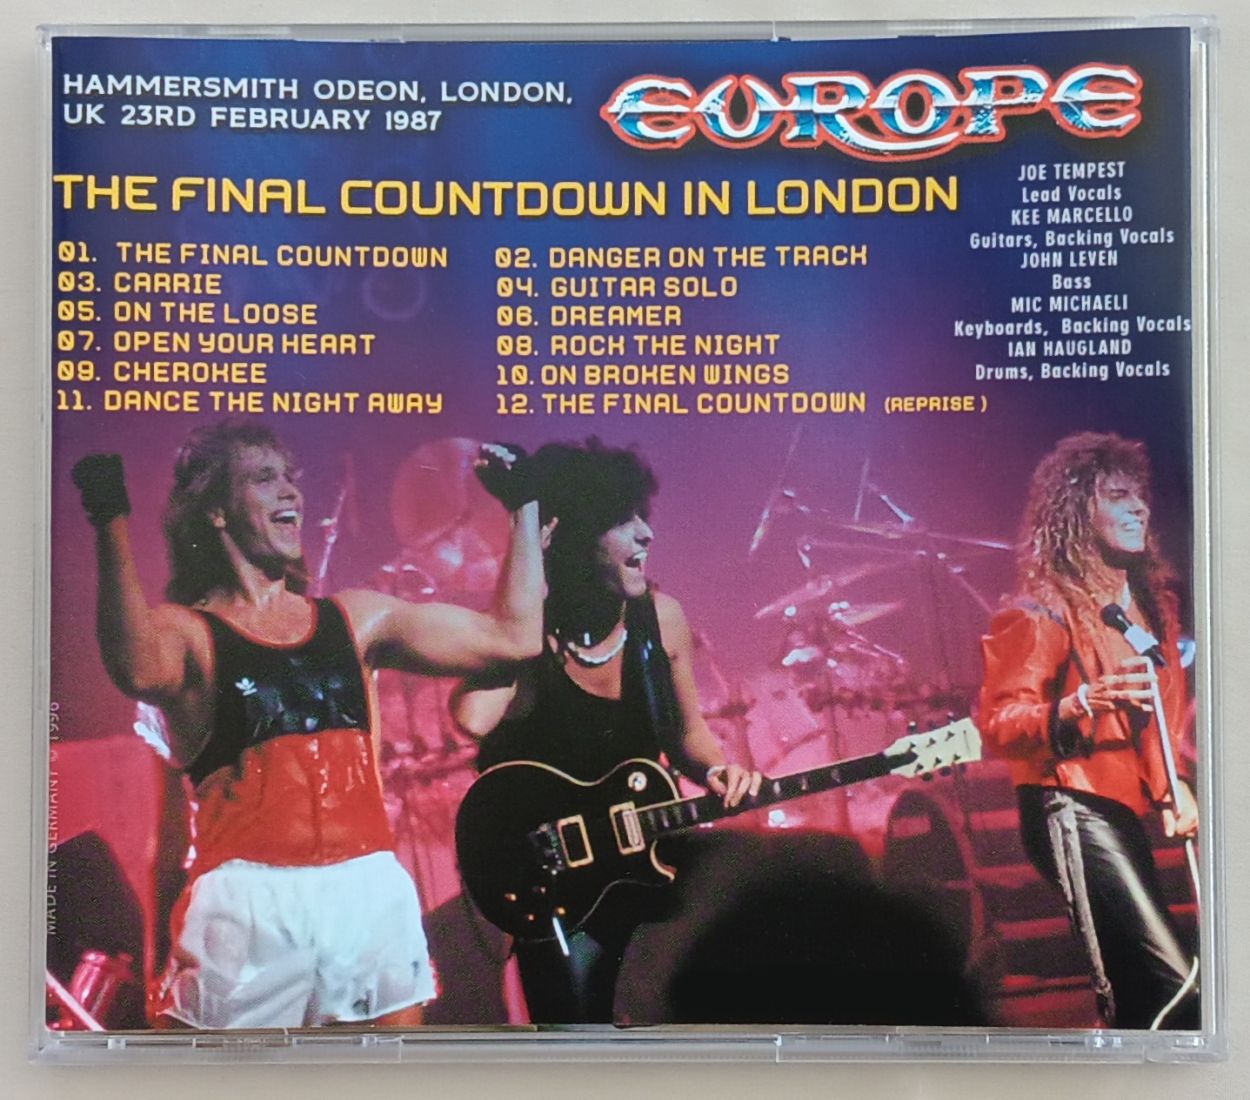 HAMMERSMITH ODEON, LONDON,
UK 23RD FEBRUARY 1987
EUROPE
THE FINAL COUNTDOWN IN LONDON
01. THE FINAL COUNTDOWN
02. DANGER ON THE TRACK
03. CARRIE
04. GUITAR SOLO
05. ON THE LOOSE
06. DREAMER
07. OPEN YOUR HEART
08. ROCK THE NIGHT
09. CHEROKEE
10. ON BROKEN WINGS
11. DANCE THE NIGHT AWAY
12. THE FINAL COUNTDOWN (REPRISE)
JOE TEMPEST
Lead Vocals
KEE MARCELLO
Guitars, Backing Vocals
JOHN LEVEN
Bass
MIC MICHAELI
Keyboards, Backing Vocals
IAN HAUGLAND
Drums, Backing Vocals
MADE IN GERMANY © 1996